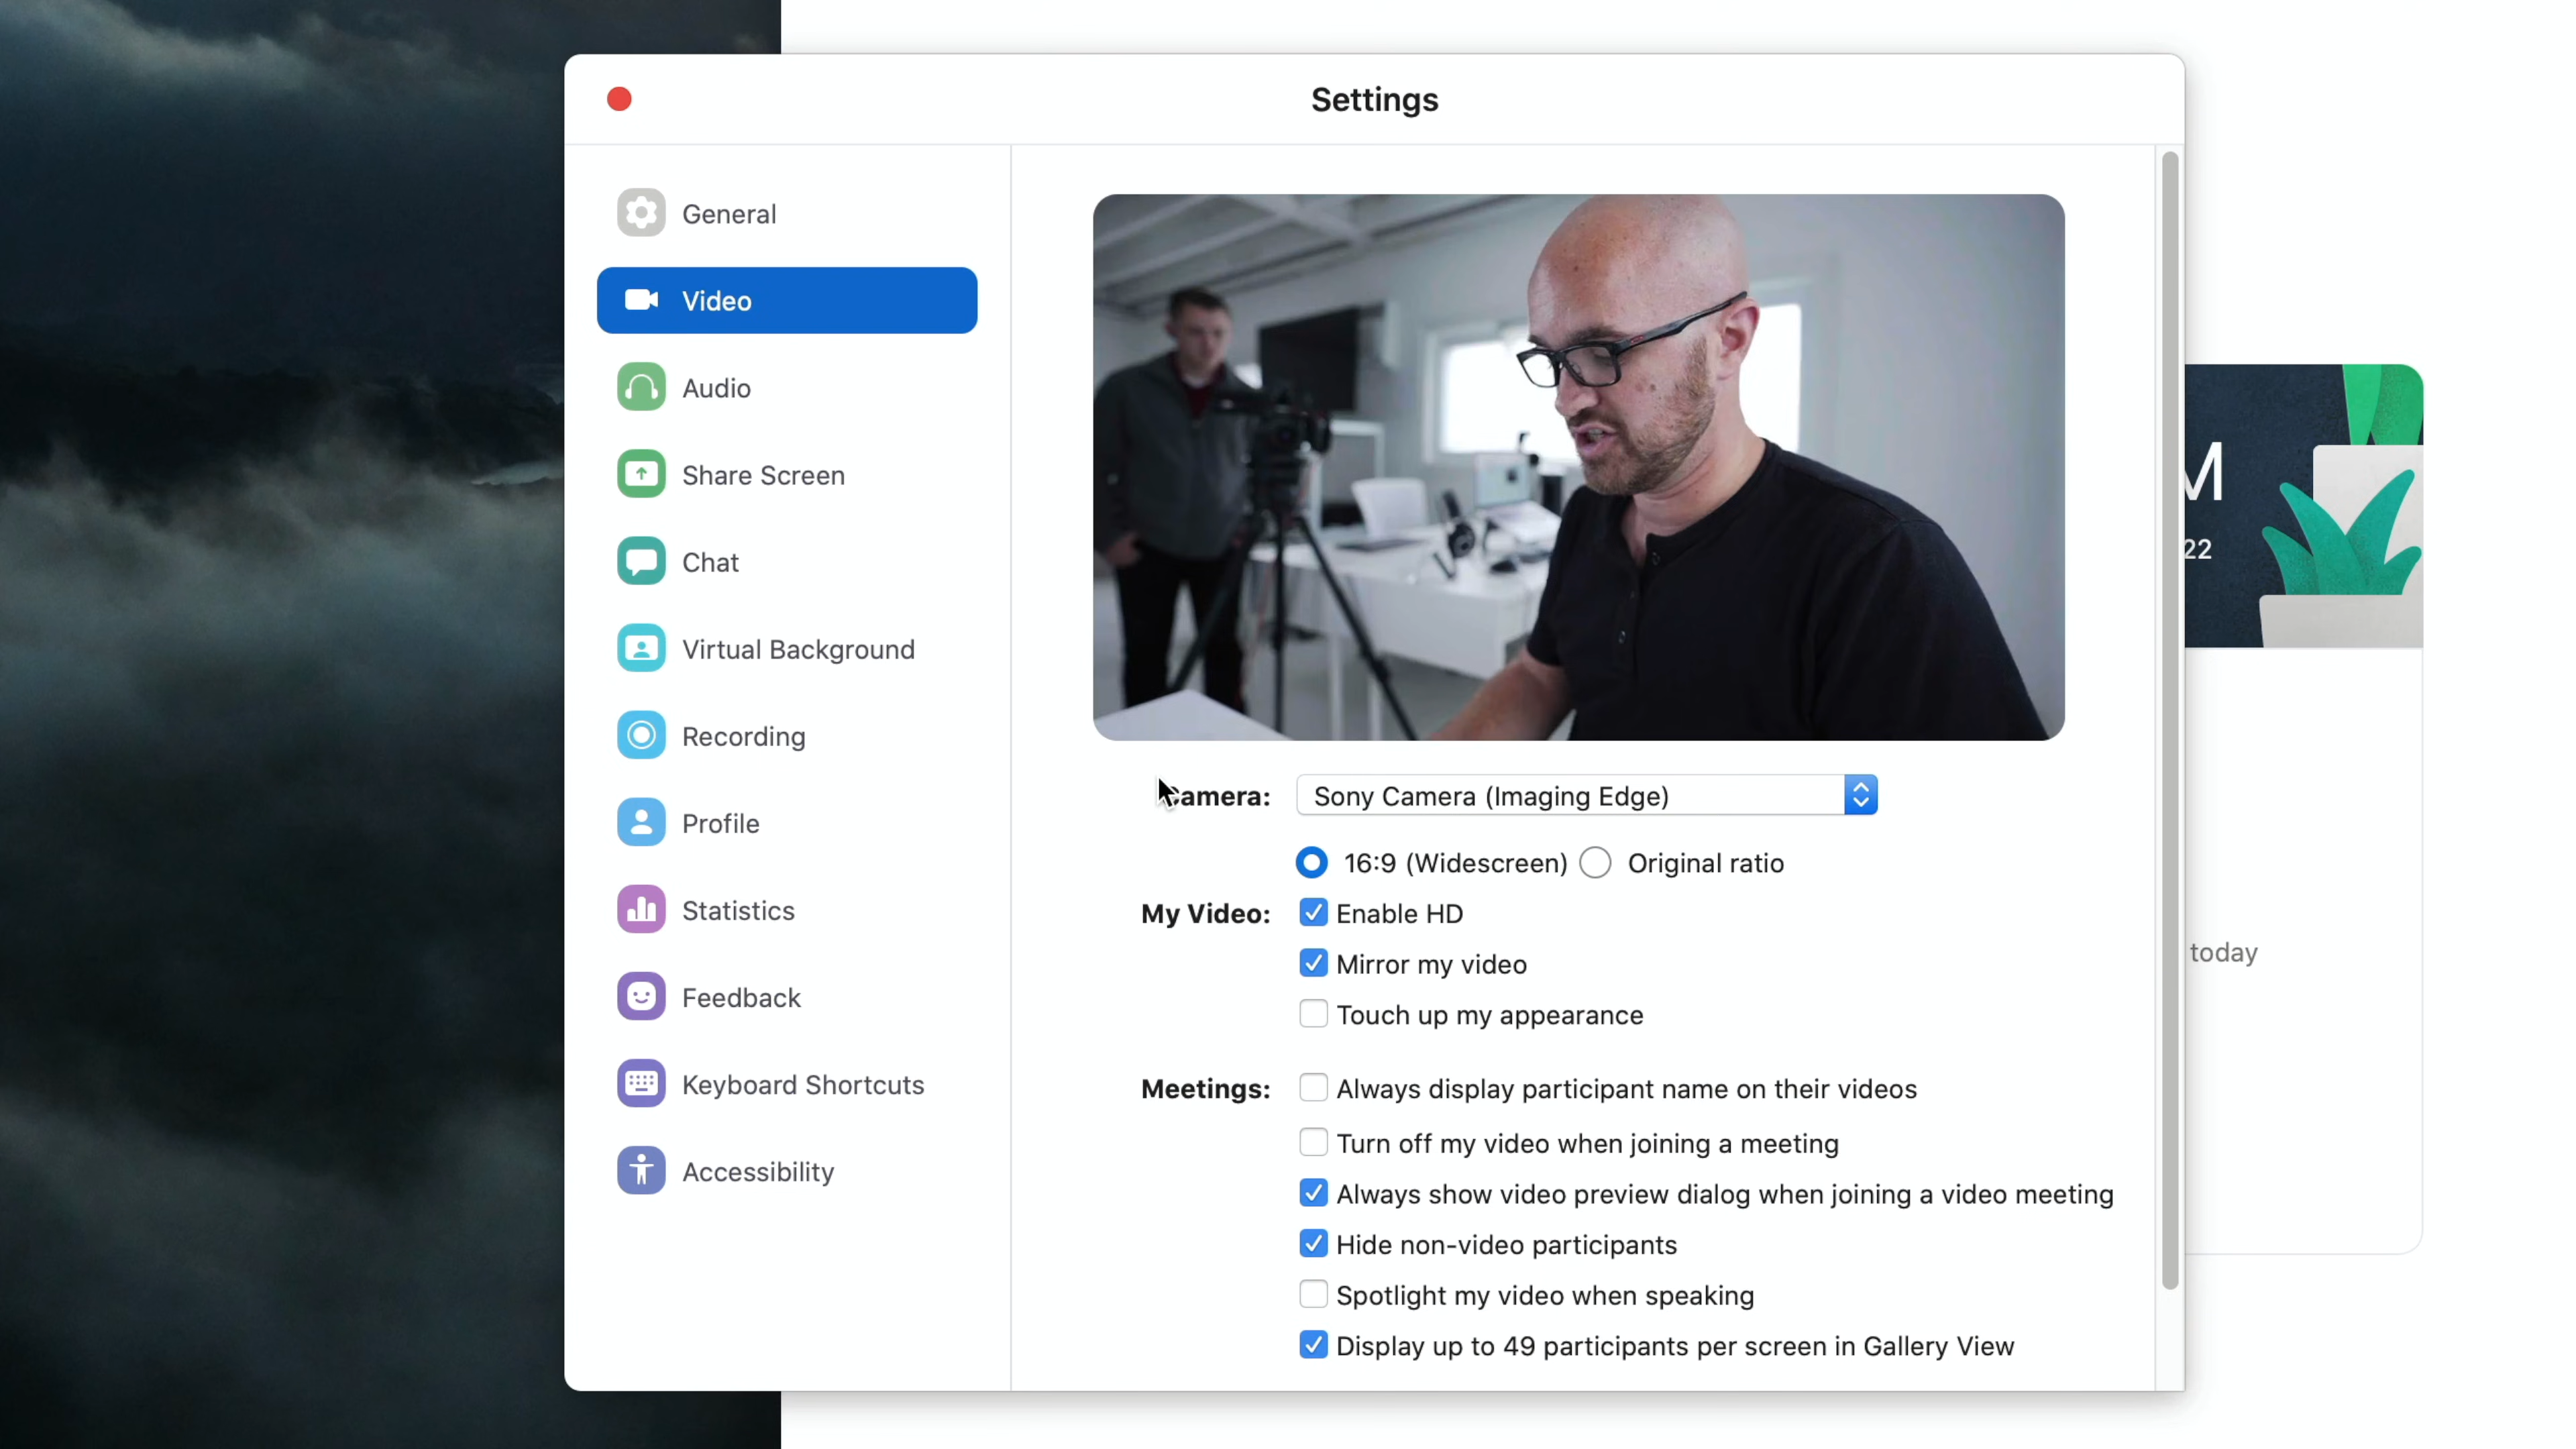 Settings
General
Video
Audio
Share Screen
Chat
Virtual Background
Recording
Profile
Statistics
Feedback
Keyboard Shortcuts
Accessibility
amera: Sony Camera (Imaging Edge)
16:9 (Widescreen) Original ratio
My Video: Enable HD
Mirror my video
Touch up my appearance
Meetings: Always display participant name on their videos
Turn off my video when joining a meeting
Always show video preview dialog when joining a video meeting
Hide non-video participants
Spotlight my video when speaking
Display up to 49 participants per screen in Gallery View
M
22
today